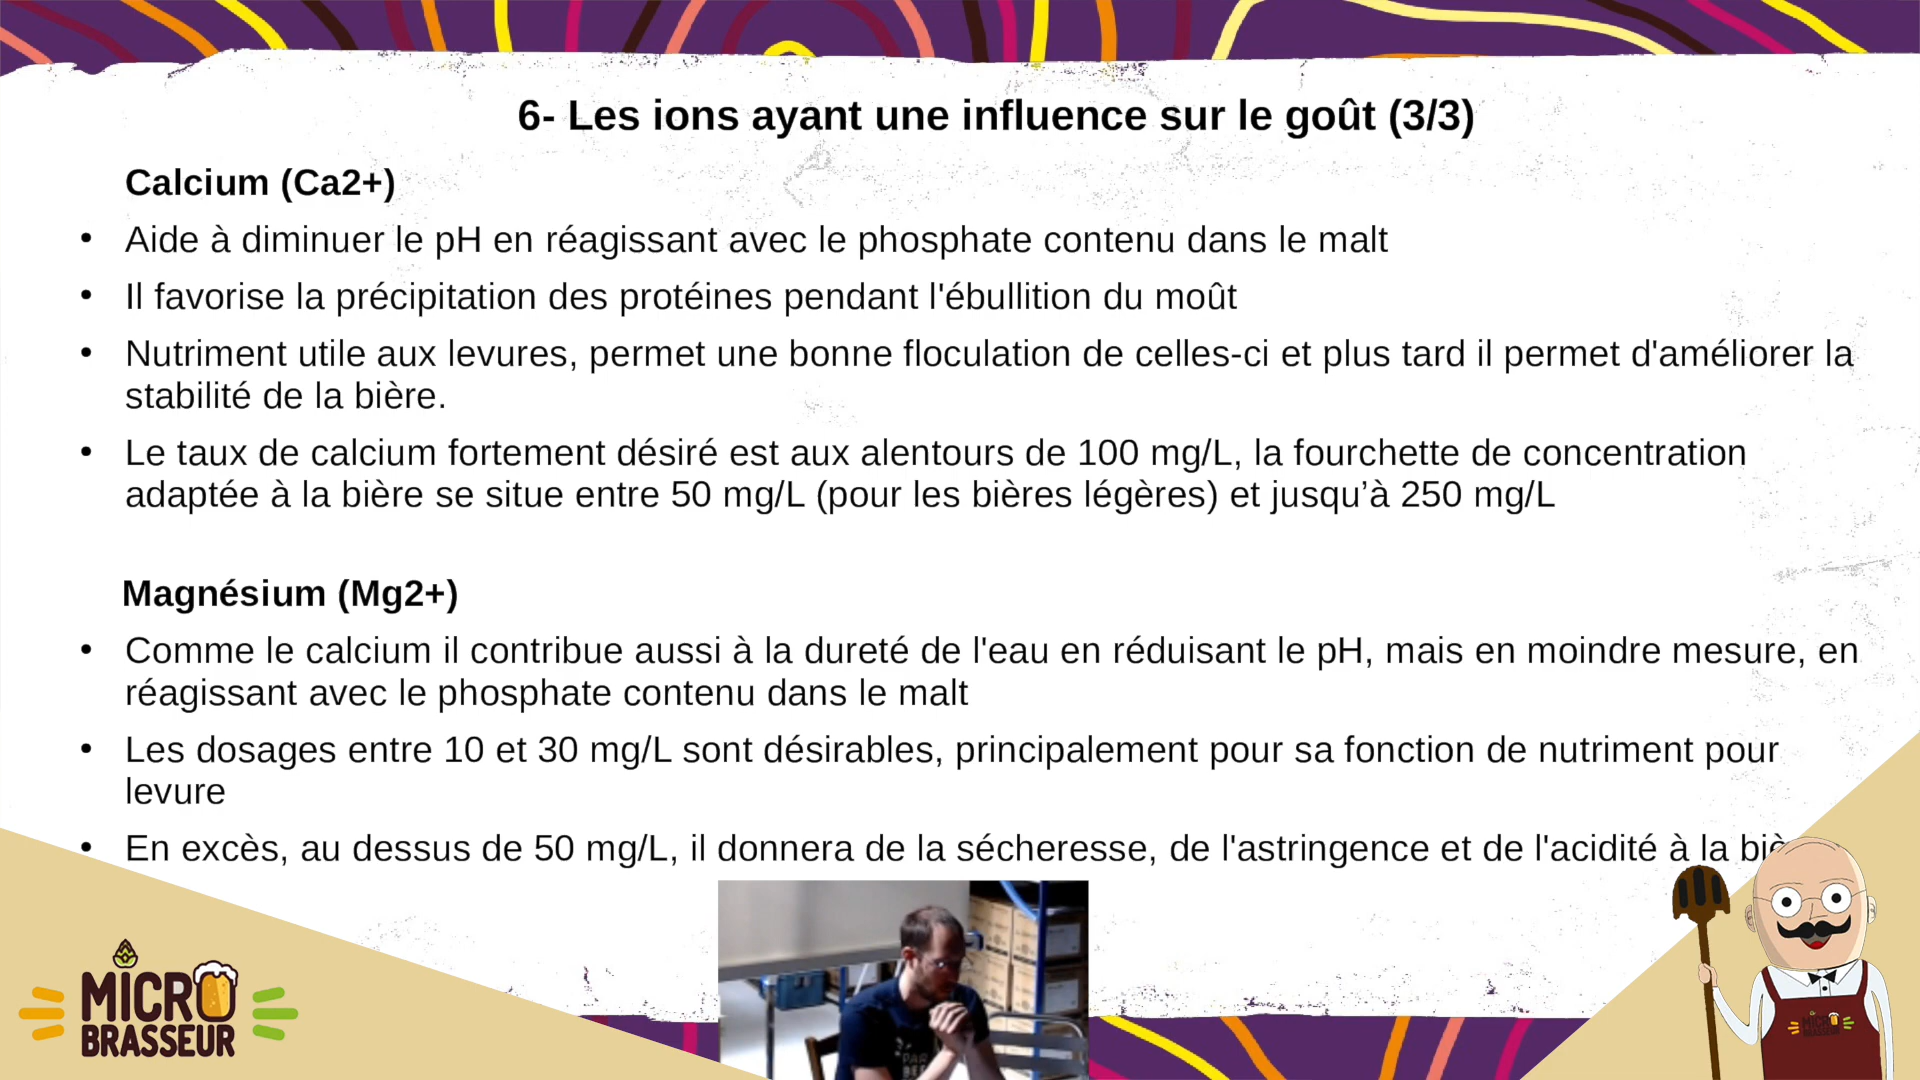 6- Les ions ayant une influence sur le goût (3/3)
Calcium (Ca2+)
• Aide à diminuer le pH en réagissant avec le phosphate contenu dans le malt
• Il favorise la précipitation des protéines pendant l'ébullition du moût
• Nutriment utile aux levures, permet une bonne floculation de celles-ci et plus tard il permet d'améliorer la
stabilité de la bière.
• Le taux de calcium fortement désiré est aux alentours de 100 mg/L, la fourchette de concentration
adaptée à la bière se situe entre 50 mg/L (pour les bières légères) et jusqu’à 250 mg/L
Magnésium (Mg2+)
• Comme le calcium il contribue aussi à la dureté de l'eau en réduisant le pH, mais en moindre mesure, en
réagissant avec le phosphate contenu dans le malt
• Les dosages entre 10 et 30 mg/L sont désirables, principalement pour sa fonction de nutriment pour
levure
• En excès, au dessus de 50 mg/L, il donnera de la sécheresse, de l'astringence et de l'acidité à la
MICRO
BRASSEUR